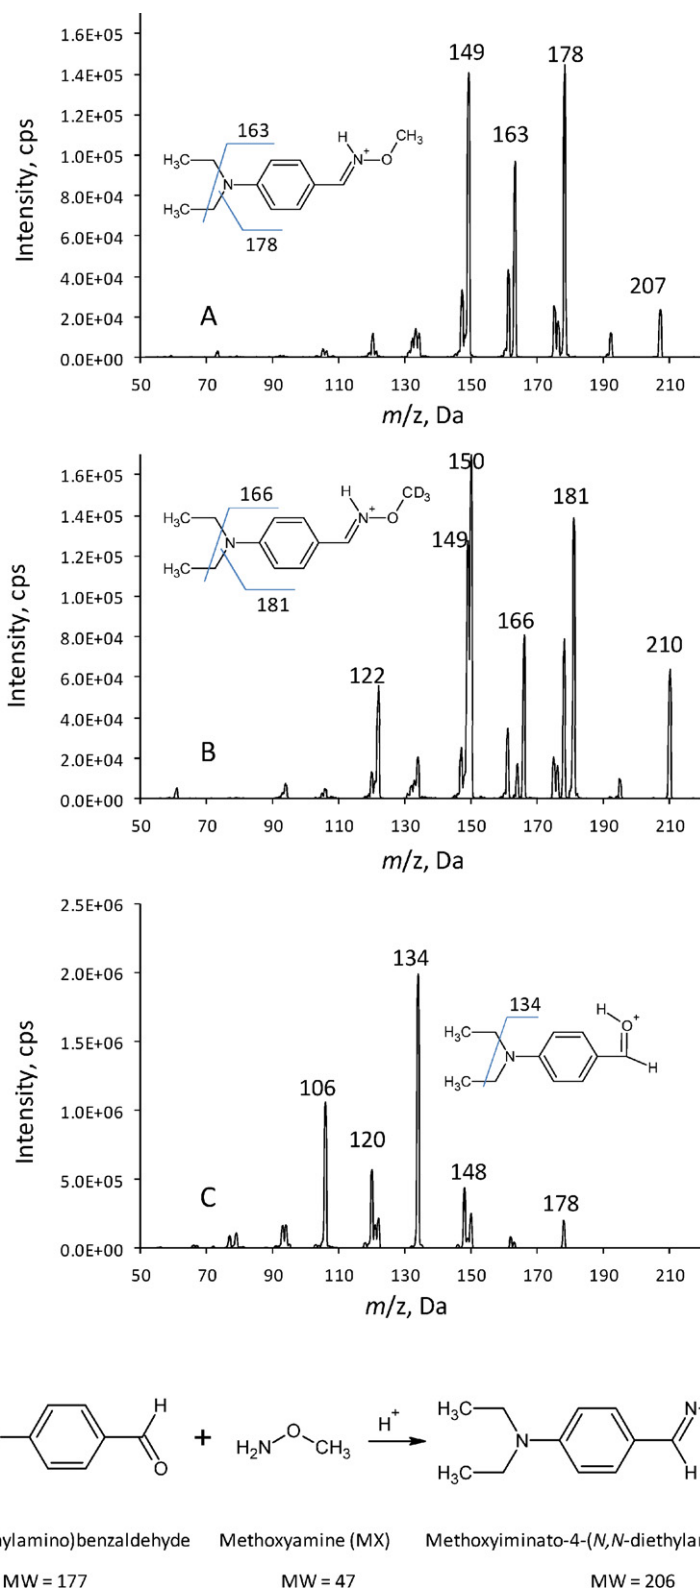 1.6E+05
1.4E+05
1.2E+05
1.0E+05
8.0E+04
6.0E+04
4.0E+04
2.0E+04
0.0E+00
Intensity, cps
149
178
163
207
163
178
H
N+
O
CH3
H3C
N
H3C
A
50 70 90 110 130 150 170 190 210
m/z, Da
1.6E+05
1.4E+05
1.2E+05
1.0E+05
8.0E+04
6.0E+04
4.0E+04
2.0E+04
0.0E+00
Intensity, cps
150
149
181
166
210
122
166
181
H
N+
O
CD3
H3C
N
H3C
B
50 70 90 110 130 150 170 190 210
m/z, Da
2.5E+06
2.0E+06
1.5E+06
1.0E+06
5.0E+05
0.0E+00
Intensity, cps
134
106
120
148
178
134
H
O+
H3C
N
H
H3C
C
50 70 90 110 130 150 170 190 210
m/z, Da
H
O
+
H2N
O
CH3
H+
H3C
N
H3C
N
H
benzaldehyde Methoxyamine (MX) Methoxyiminato-4-(N,N-
MW = 177 MW = 47 MW = 206